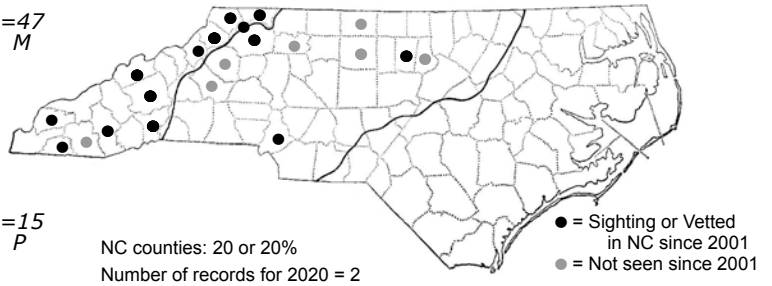 =47
M
=15
P
NC counties: 20 or 20%
Number of records for 2020 = 2
= Sighting or Vetted
in NC since 2001
= Not seen since 2001